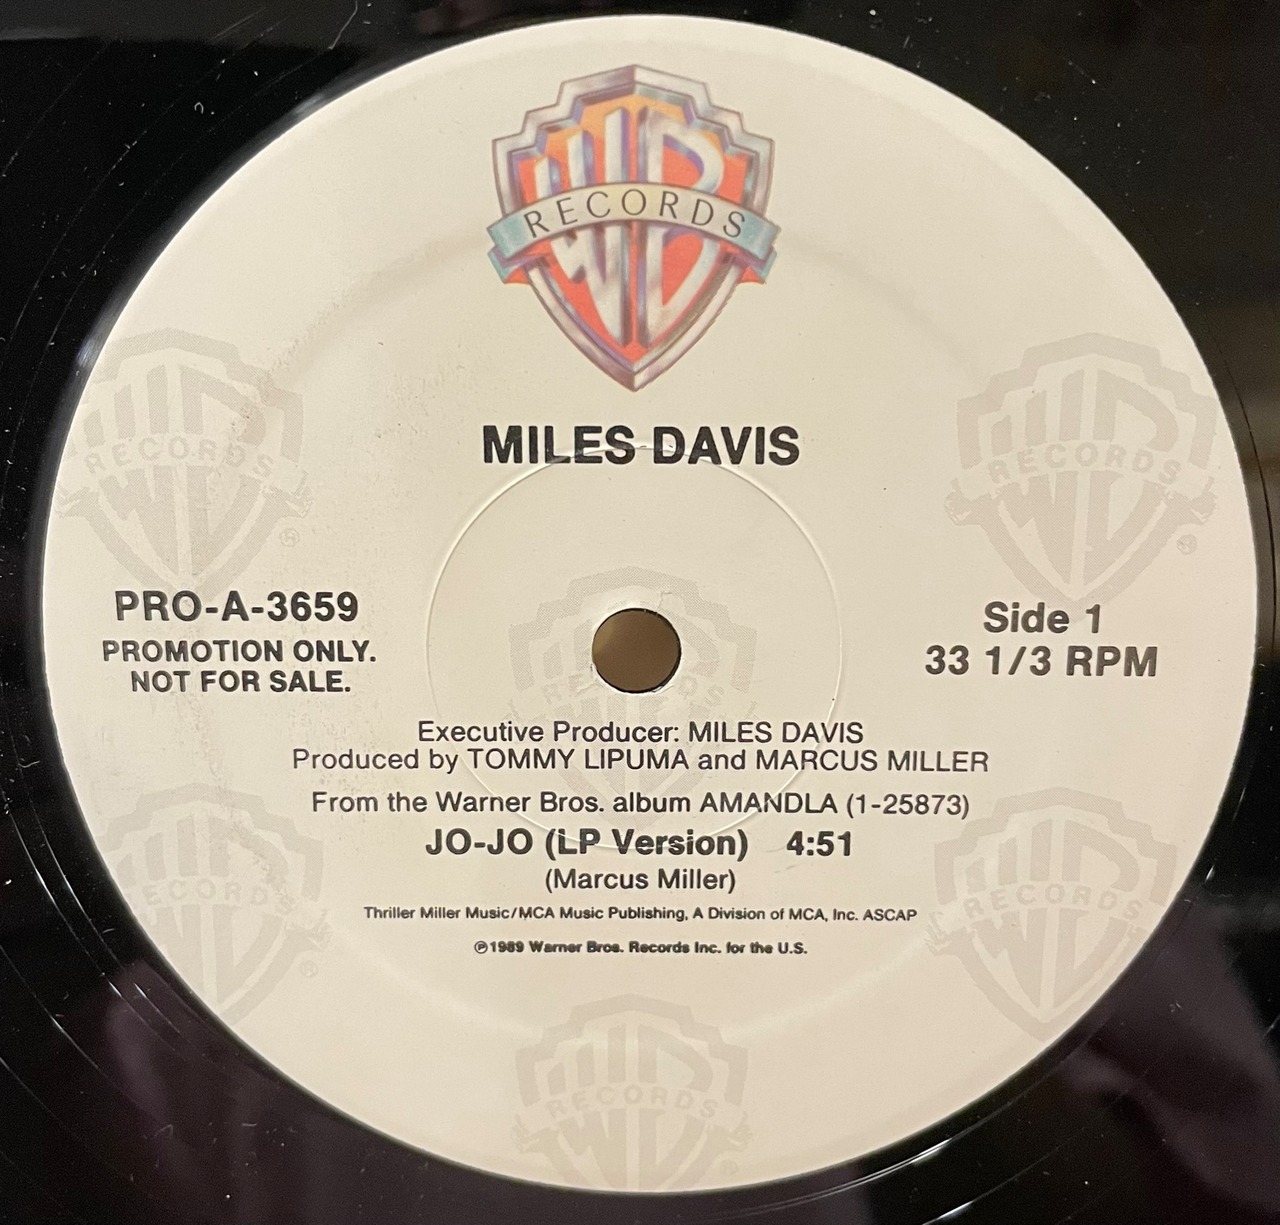 WB
RECORDS
MILES DAVIS
PRO-A-3659
PROMOTION ONLY.
NOT FOR SALE.
Side 1
33 1/3 RPM
Executive Producer: MILES DAVIS
Produced by TOMMY LIPUMA and MARCUS MILLER
From the Warner Bros. album AMANDLA (1-25873)
JO-JO (LP Version) 4:51
(Marcus Miller)
Thriller Miller Music/MCA Music Publishing, A Division of MCA, Inc. ASCAP
℗1989 Warner Bros. Records Inc. for the U.S.